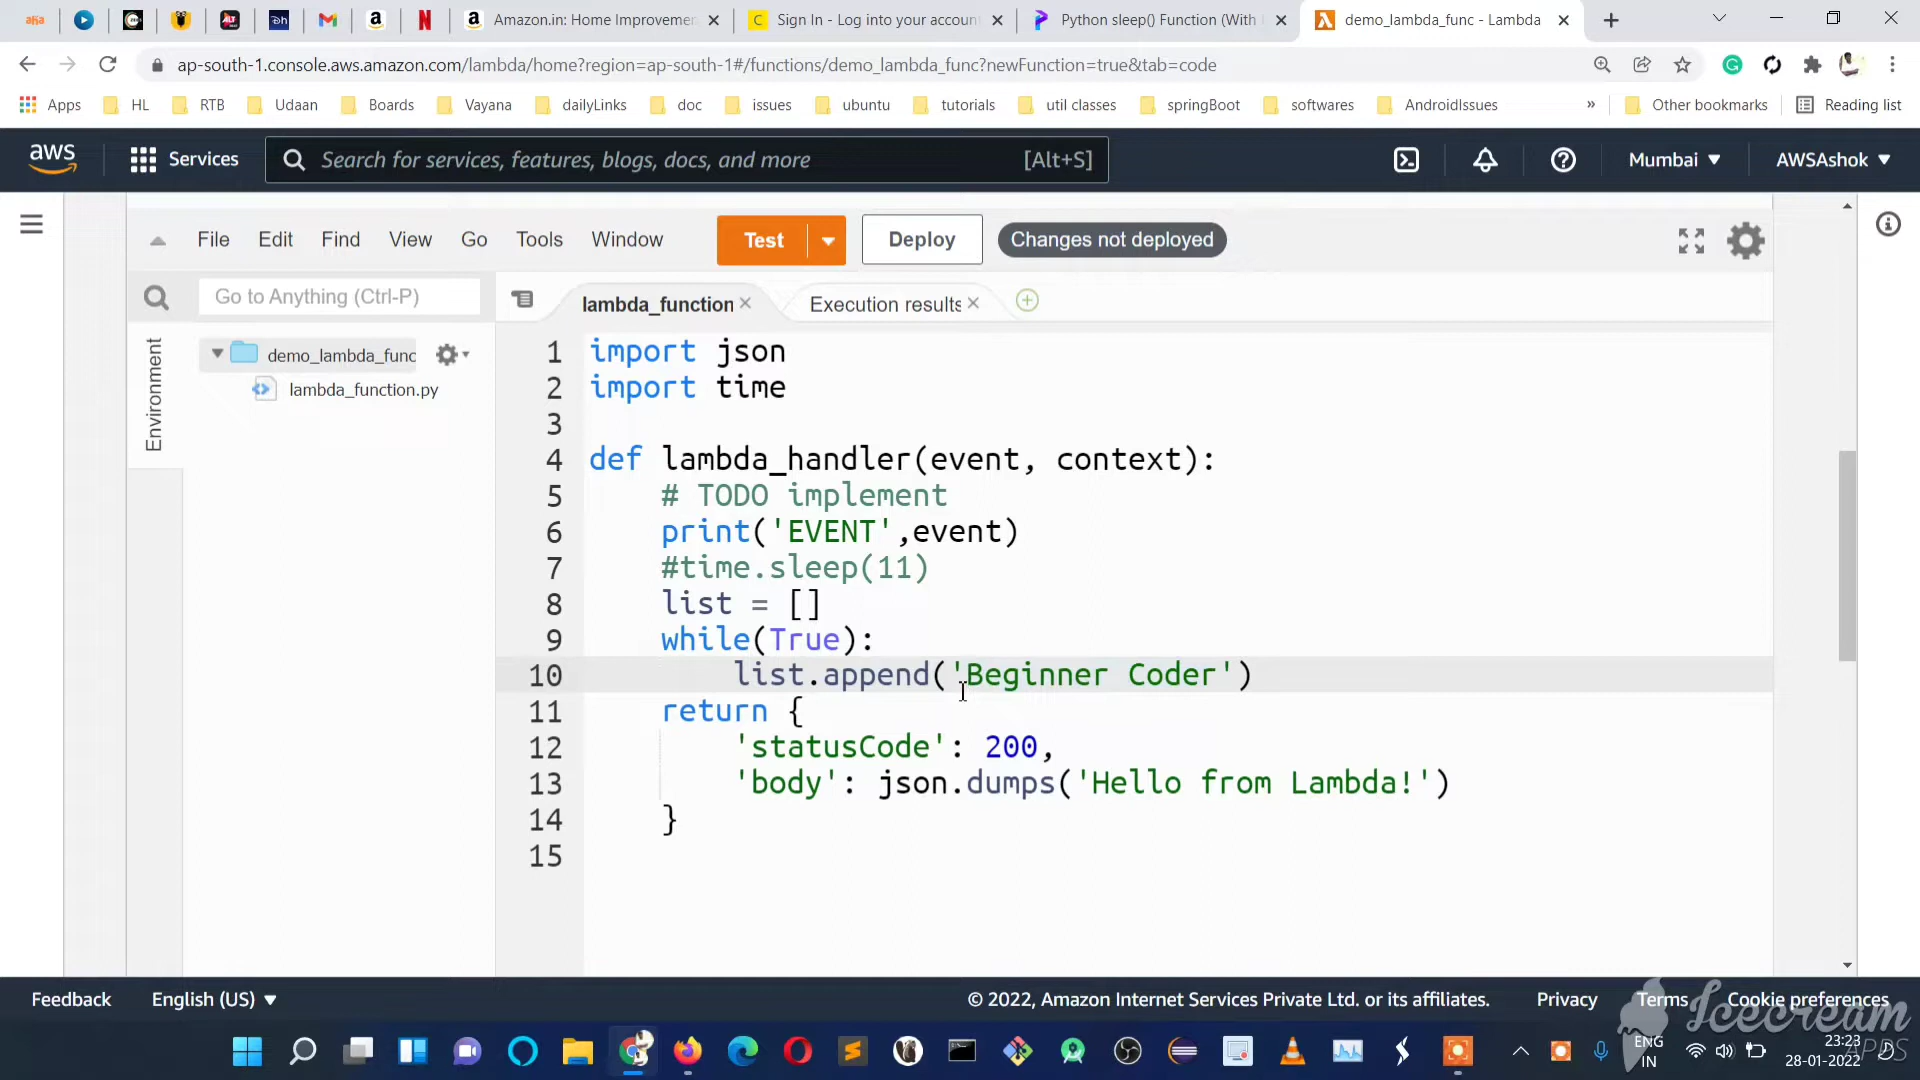 aha
Amazon.in: Home Improvemen
Sign In - Log into your accoun
Python sleep() Function (With
demo_lambda_func - Lambda
ap-south-1.console.aws.amazon.com/lambda/home?region=ap-south-1#/functions/demo_lambda_func?newFunction=true&tab=code
Apps HL RTB Udaan Boards Vayana dailyLinks doc issues ubuntu tutorials util classes springBoot softwares AndroidIssues » Other bookmarks Reading list
aws Services Search for services, features, blogs, docs, and more [Alt+S] Mumbai AWSAshok
File Edit Find View Go Tools Window Test Deploy Changes not deployed
Go to Anything (Ctrl-P)
lambda_function Execution results
Environment
demo_lambda_func
lambda_function.py
1 import json
2 import time
3
4 def lambda_handler(event, context):
5 # TODO implement
6 print('EVENT',event)
7 #time.sleep(11)
8 list = []
9 while(True):
10 list.append('Beginner Coder')
11 return {
12 'statusCode': 200,
13 'body': json.dumps('Hello from Lambda!')
14 }
15
Feedback English (US) © 2022, Amazon Internet Services Private Ltd. or its affiliates. Privacy Terms Cookie preferences
Icecream
APPS
ENG
IN
23:23
28-01-2022